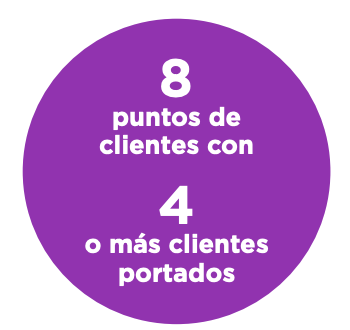 8
puntos de
clientes con
4
o más clientes
portados